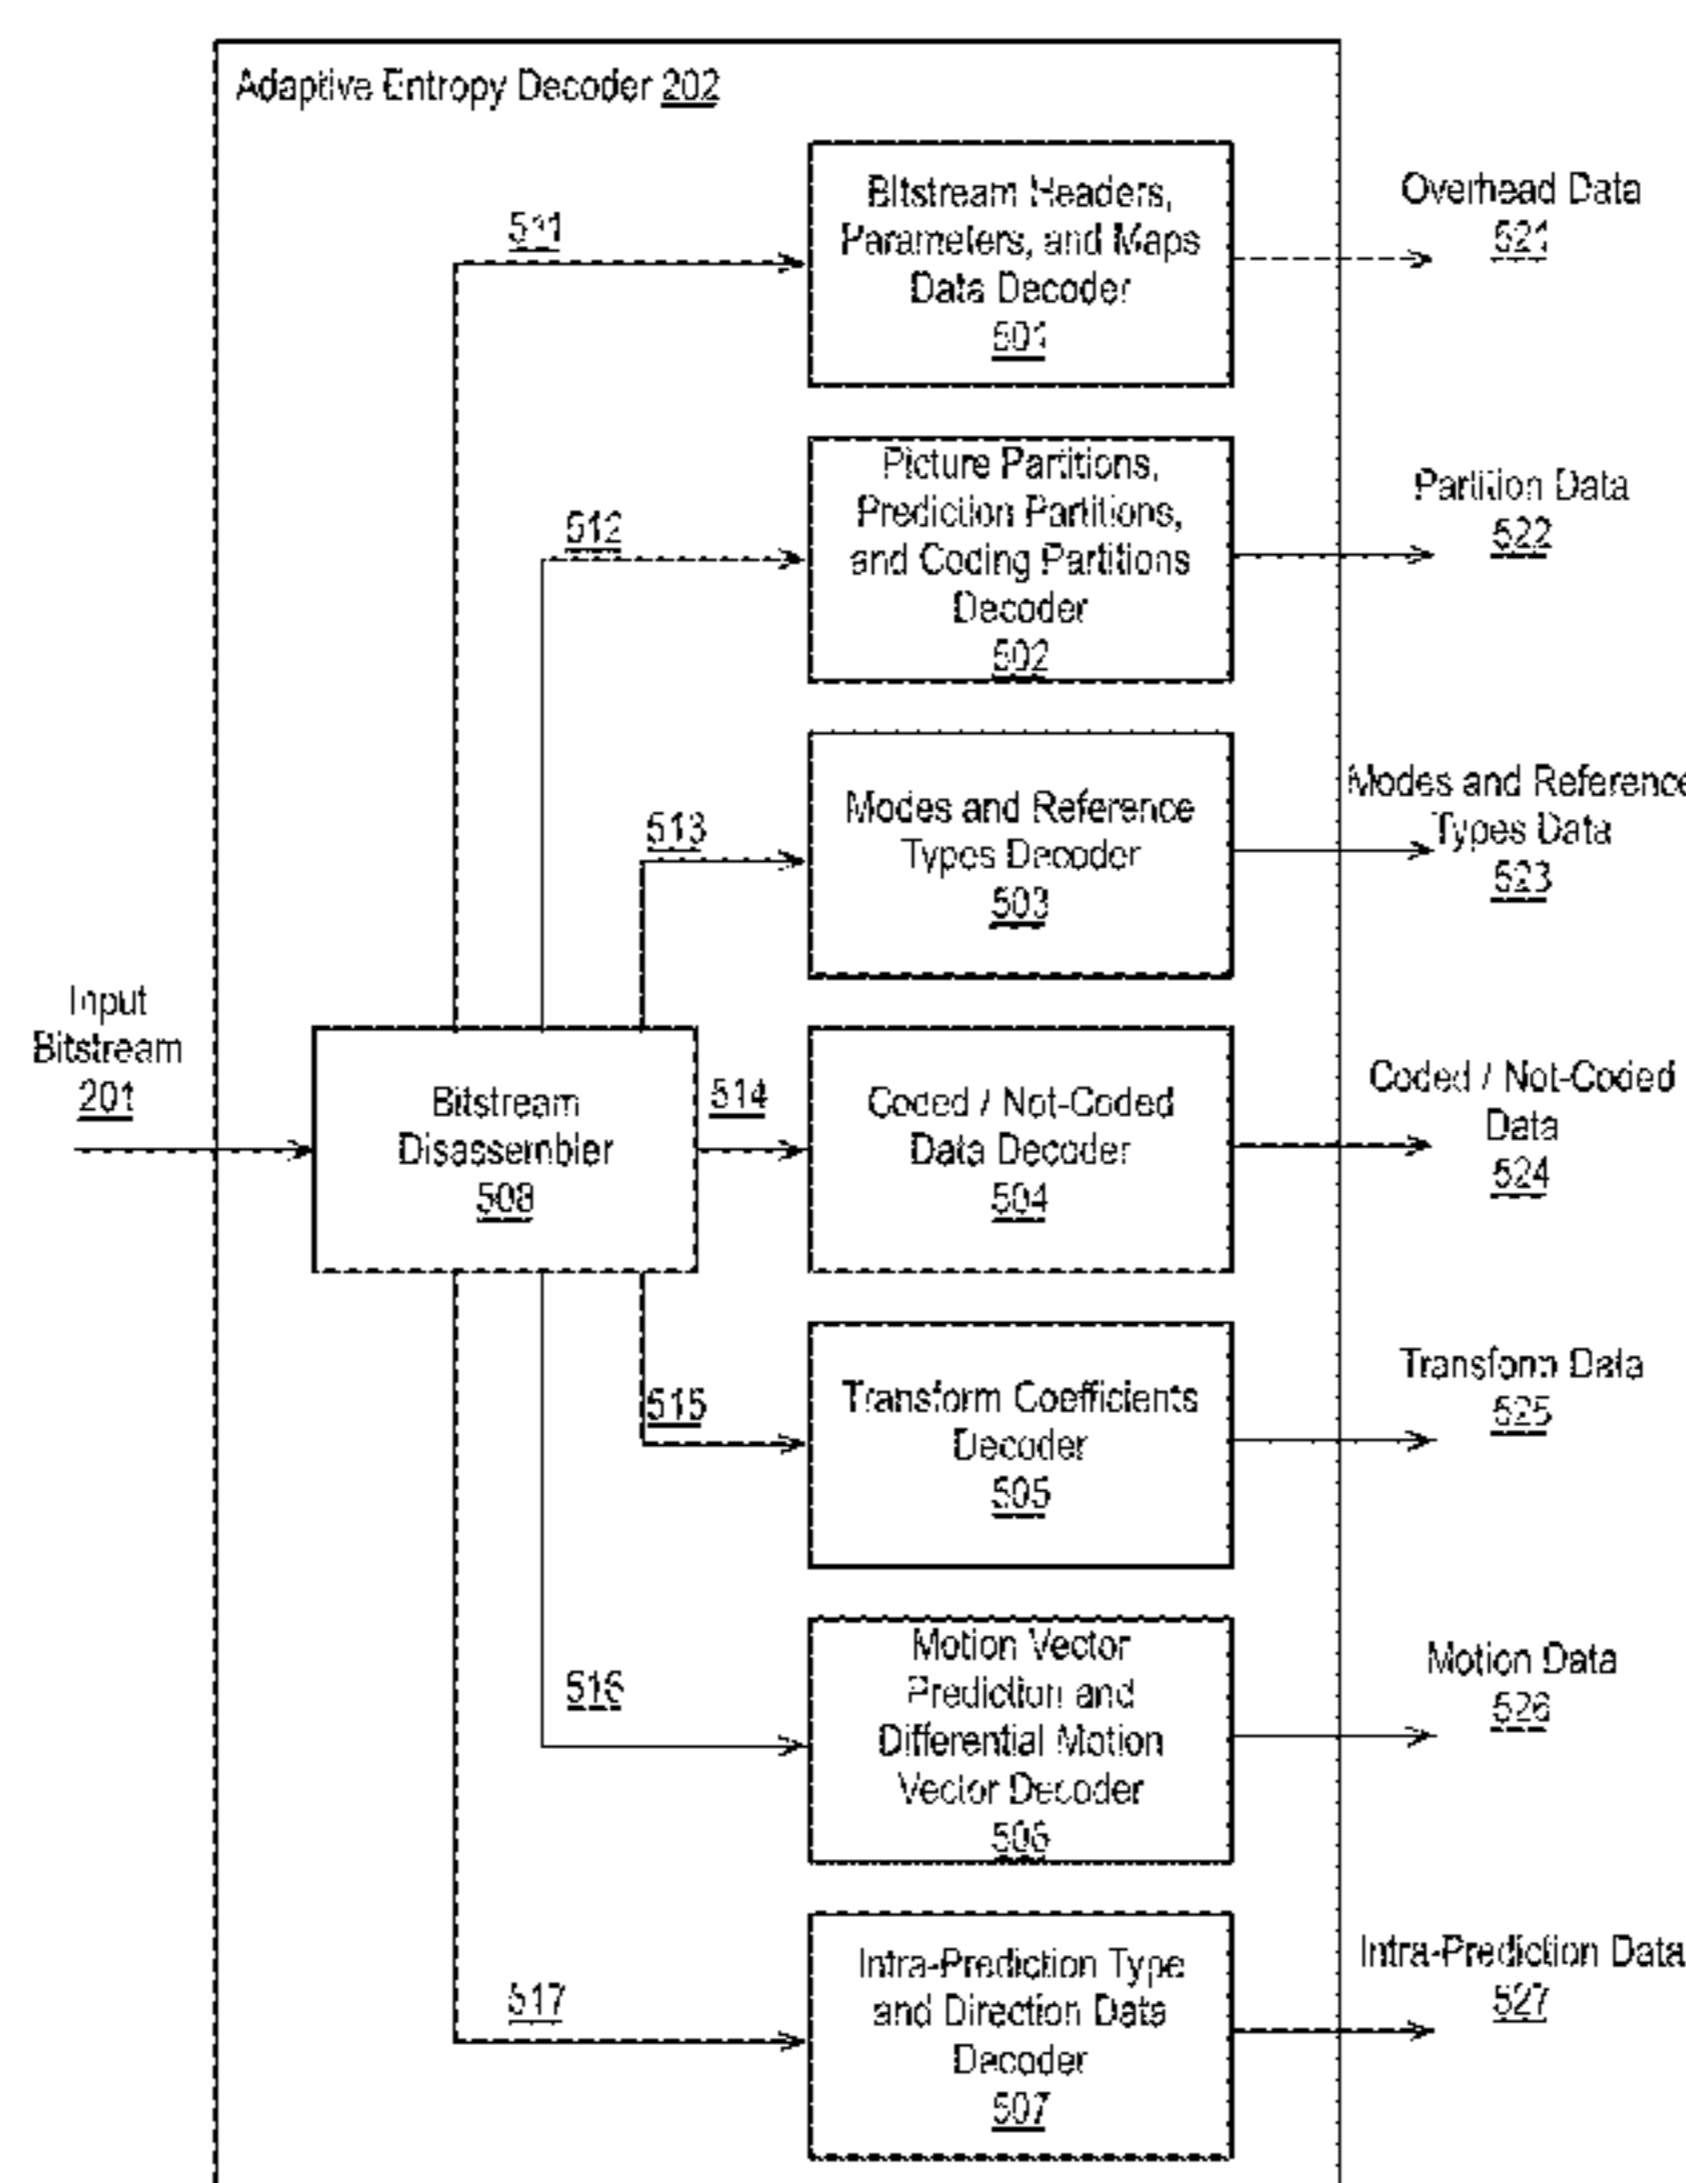 Adaptive Entropy Decoder 202
Bitstream Headers,
Parameters, and Maps
Data Decoder
501
Overhead Data
521
511
Picture Partitions,
Prediction Partitions,
and Coding Partitions
Decoder
502
Partition Data
522
512
Modes and Reference
Types Decoder
503
Modes and Reference
Types Data
523
513
Input
Bitstream
201
Bitstream
Disassembler
508
514
Coded / Not-Coded
Data Decoder
504
Coded / Not-Coded
Data
524
515
Transform Coefficients
Decoder
505
Transform Data
525
516
Motion Vector
Prediction and
Differential Motion
Vector Decoder
506
Motion Data
526
517
Intra-Prediction Type
and Direction Data
Decoder
507
Intra-Prediction Data
527